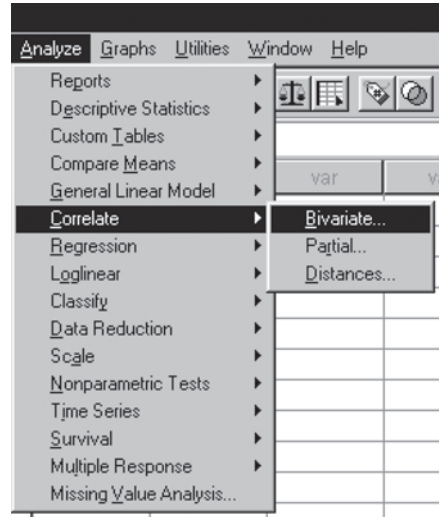 Analyze Graphs Utilities Window Help
Reports
Descriptive Statistics
Custom Tables
Compare Means
var v
General Linear Model
Correlate Bivariate...
Regression Partial...
Loglinear Distances...
Classify
Data Reduction
Scale
Nonparametric Tests
Time Series
Survival
Multiple Response
Missing Value Analysis...